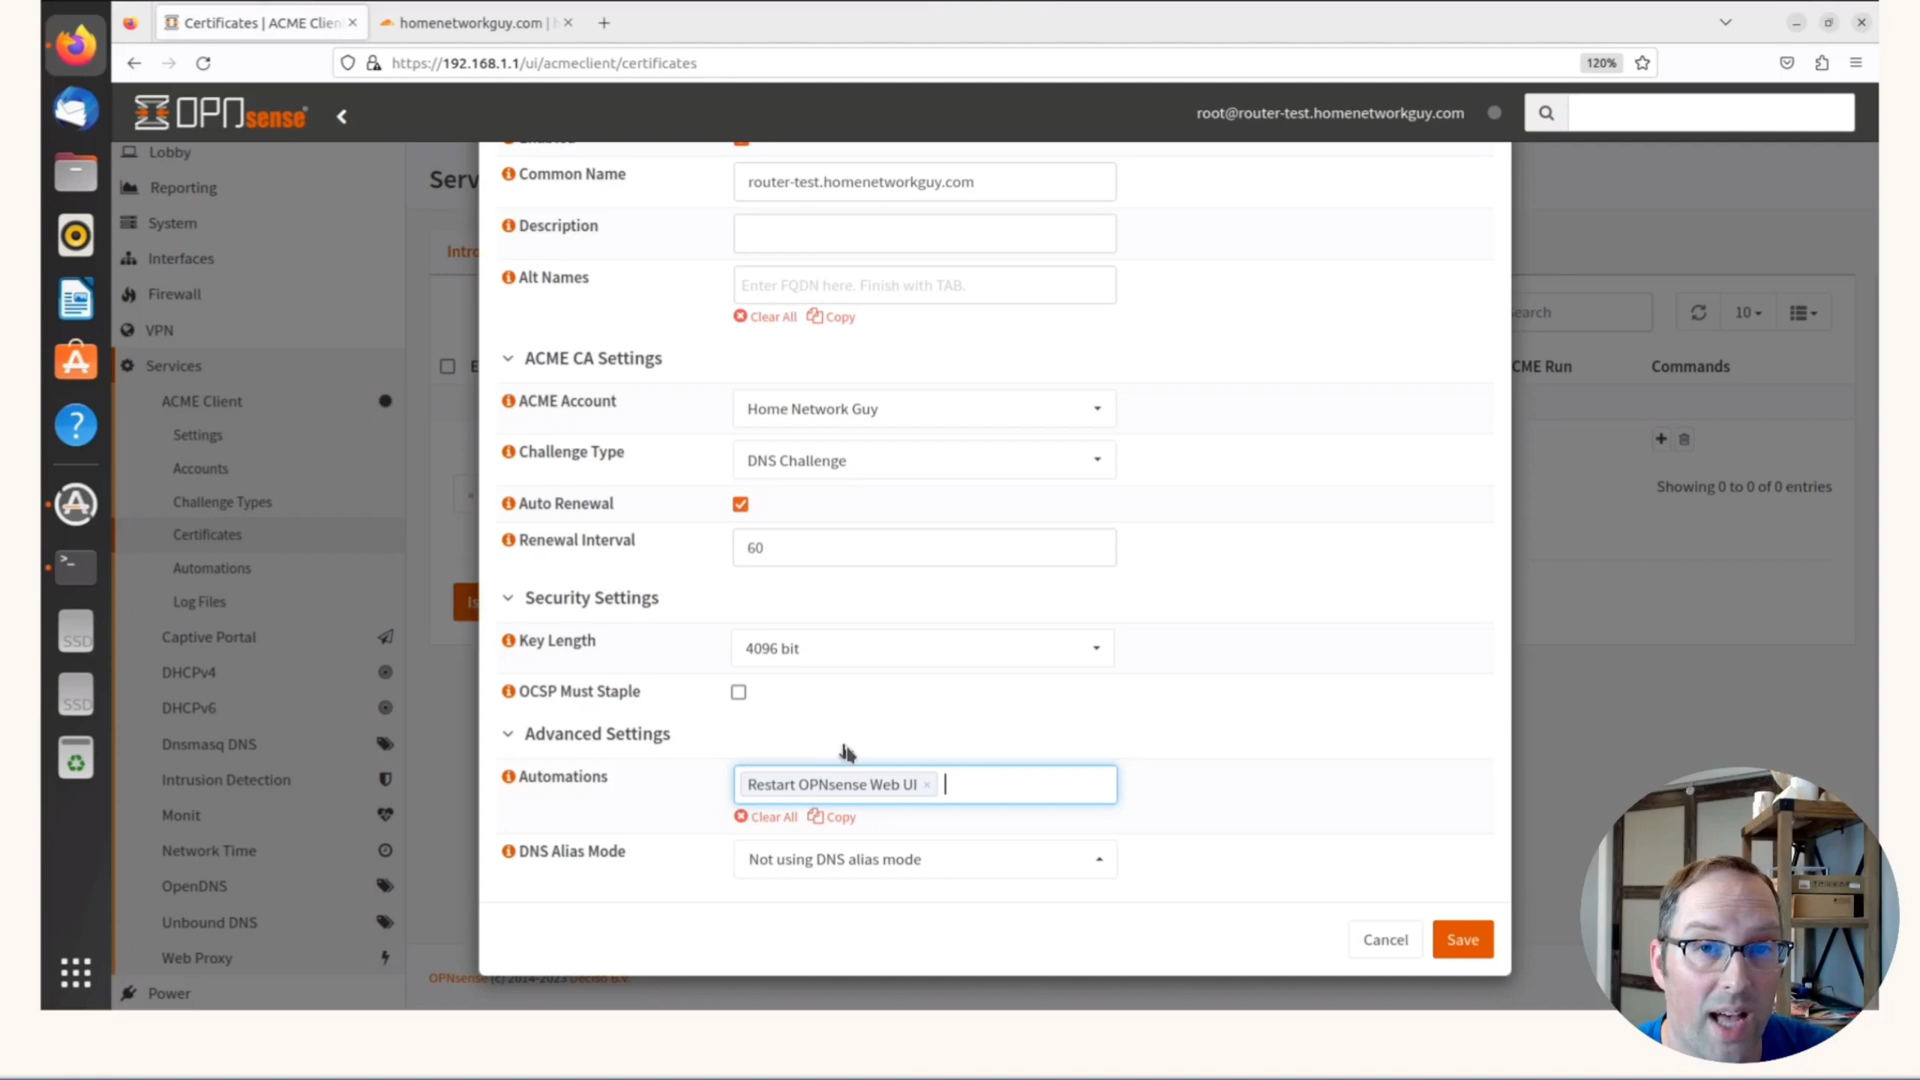 Certificates | ACME Clien
homenetworkguy.com |
https://192.168.1.1/ui/acmeclient/certificates
120%
OPNsense
root@router-test.homenetworkguy.com
Lobby
Reporting
System
Interfaces
Firewall
VPN
Services
ACME Client
Settings
Accounts
Challenge Types
Certificates
Automations
Log Files
Captive Portal
DHCPv4
DHCPv6
Dnsmasq DNS
Intrusion Detection
Monit
Network Time
OpenDNS
Unbound DNS
Web Proxy
Power
SSD
SSD
Serv
Intro
E
Is
Common Name
router-test.homenetworkguy.com
Description
Alt Names
Enter FQDN here. Finish with TAB.
Clear All Copy
ACME CA Settings
ACME Account
Home Network Guy
Challenge Type
DNS Challenge
Auto Renewal
Renewal Interval
60
Security Settings
Key Length
4096 bit
OCSP Must Staple
Advanced Settings
Automations
Restart OPNsense Web UI ×
Clear All Copy
DNS Alias Mode
Not using DNS alias mode
Cancel
Save
earch
10
CME Run
Commands
Showing 0 to 0 of 0 entries
OPNsense (c) 2014-2023 Deciso B.V.